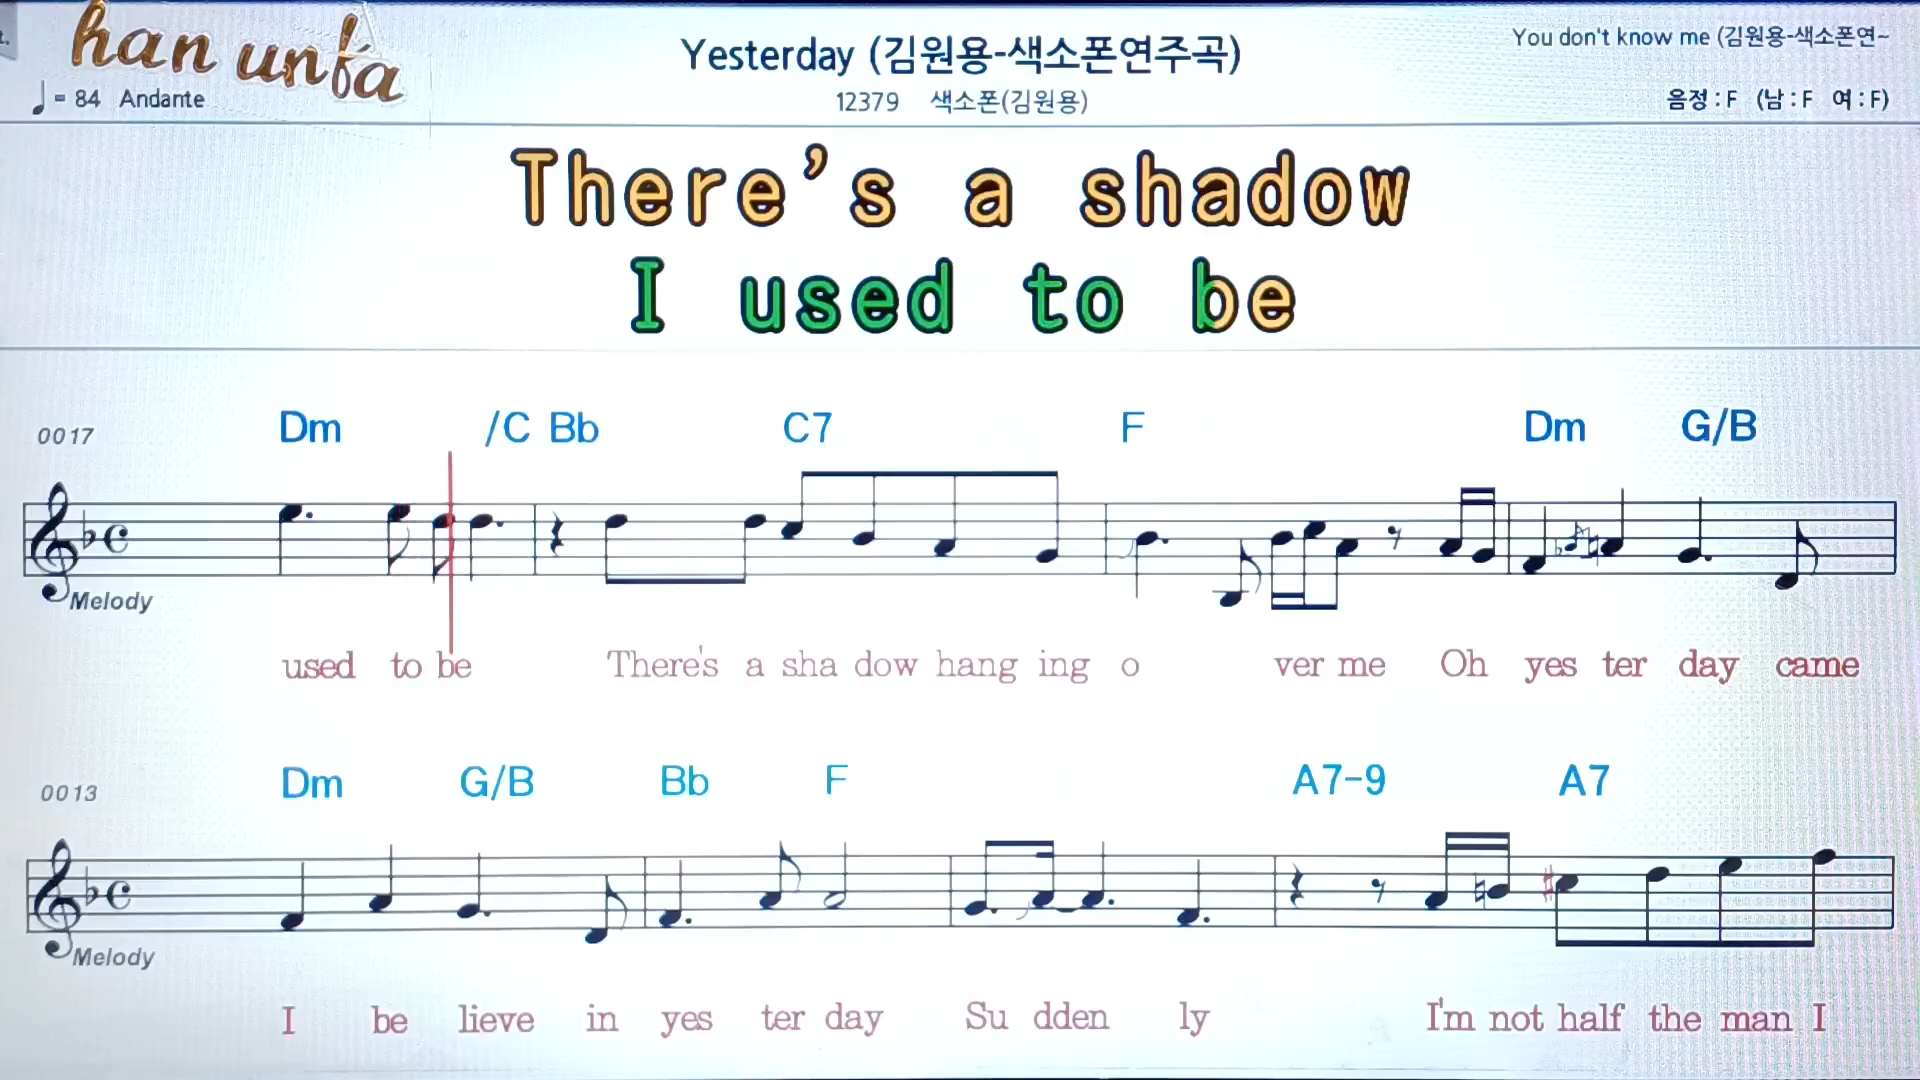 han unfa
t.
Yesterday (김원용-색소폰연주곡)
You don't know me (김원용-색소폰연~
= 84 Andante
12379 색소폰(김원용)
음정 : F (남 : F 여 : F)
There's a shadow
I used to be
0017
Dm /C Bb C7 F Dm G/B
Melody
used to be There's a sha dow hang ing o ver me Oh yes ter day came
0013
Dm G/B Bb F A7-9 A7
Melody
I be lieve in yes ter day Su dden ly I'm not half the man I